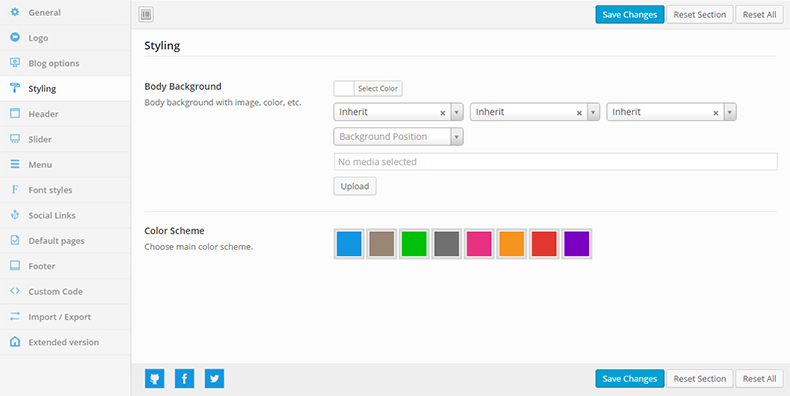 General
Logo
Blog options
Styling
Header
Slider
Menu
Font styles
Social Links
Default pages
Footer
Custom Code
Import / Export
Extended version
Save Changes Reset Section Reset All
Styling
Body Background
Body background with image, color, etc.
Select Color
Inherit Inherit Inherit
Background Position
No media selected
Upload
Color Scheme
Choose main color scheme.
Save Changes Reset Section Reset All